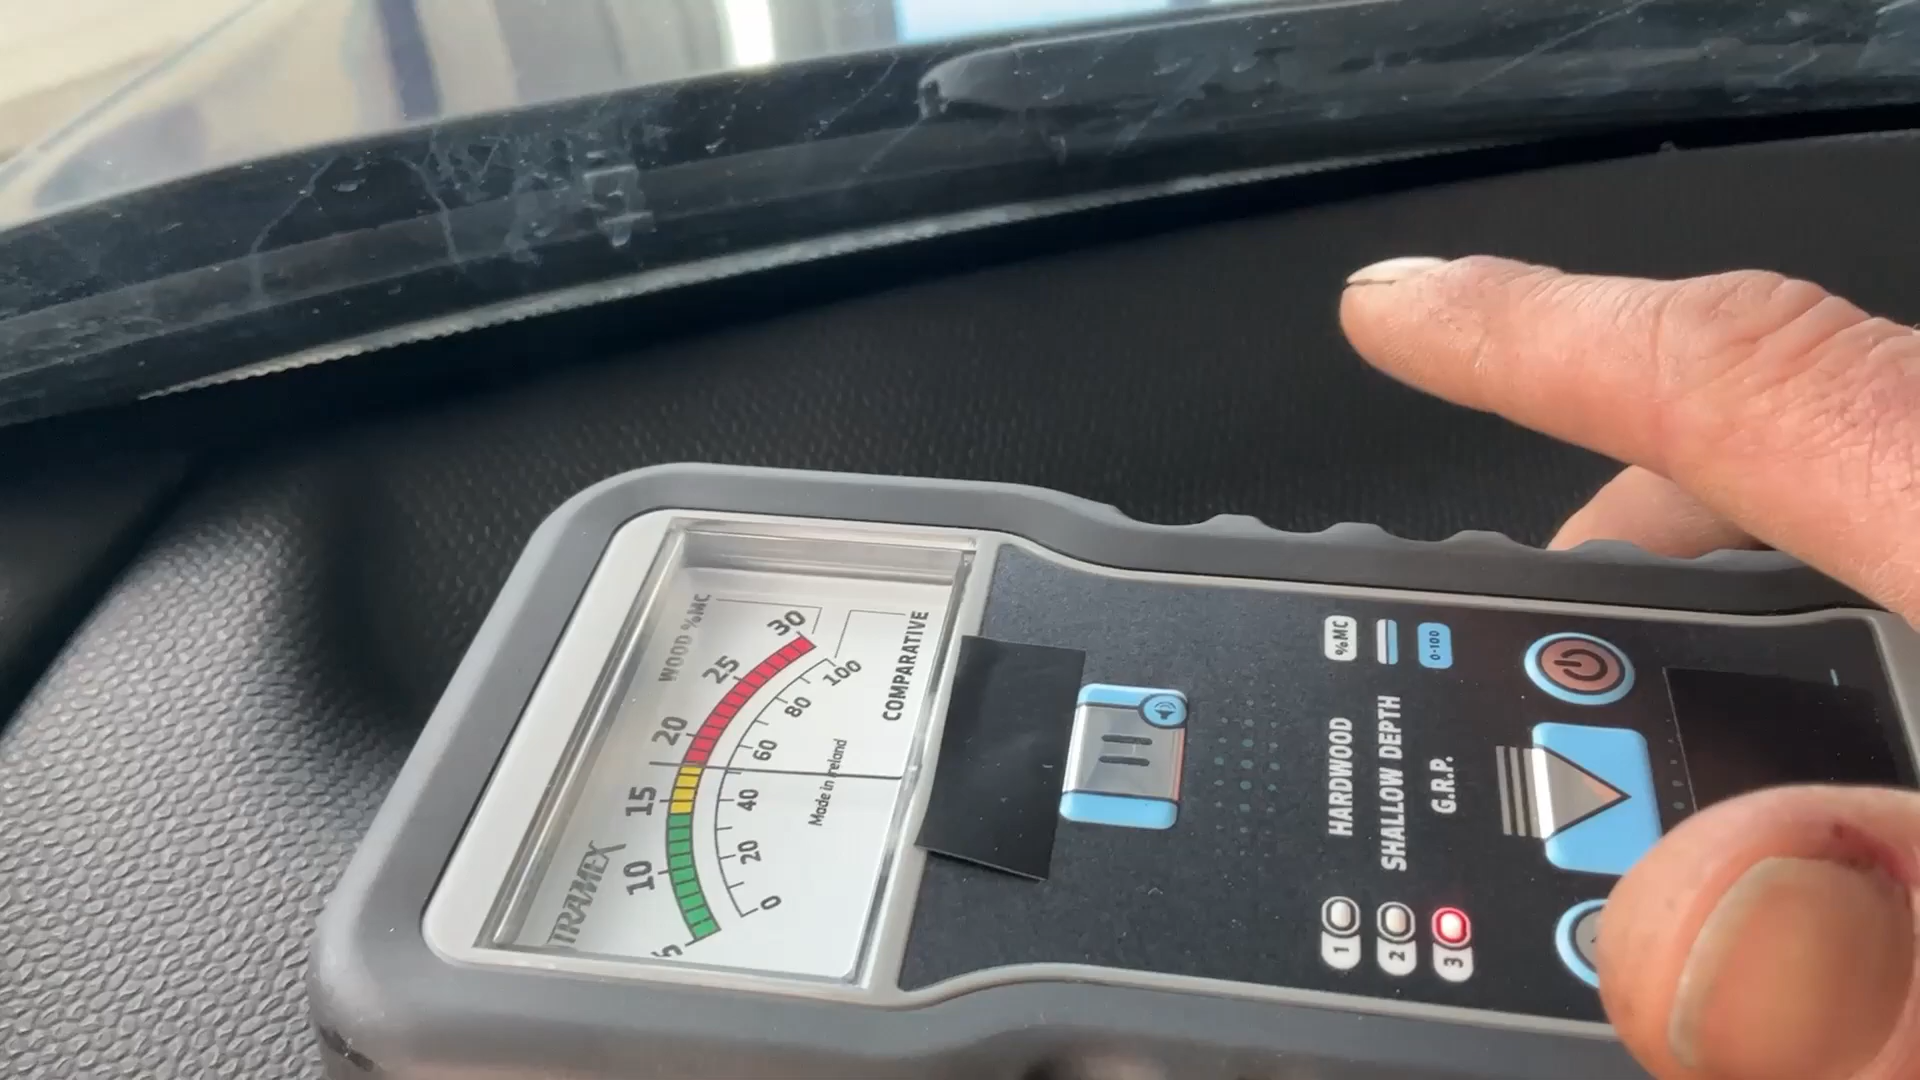 TRAMEX
WOOD %MC
5 10 15 20 25 30
0 20 40 60 80 100
COMPARATIVE
Made in Ireland
%MC
0-100
1 HARDWOOD
2 SHALLOW DEPTH
3 G.R.P.
H